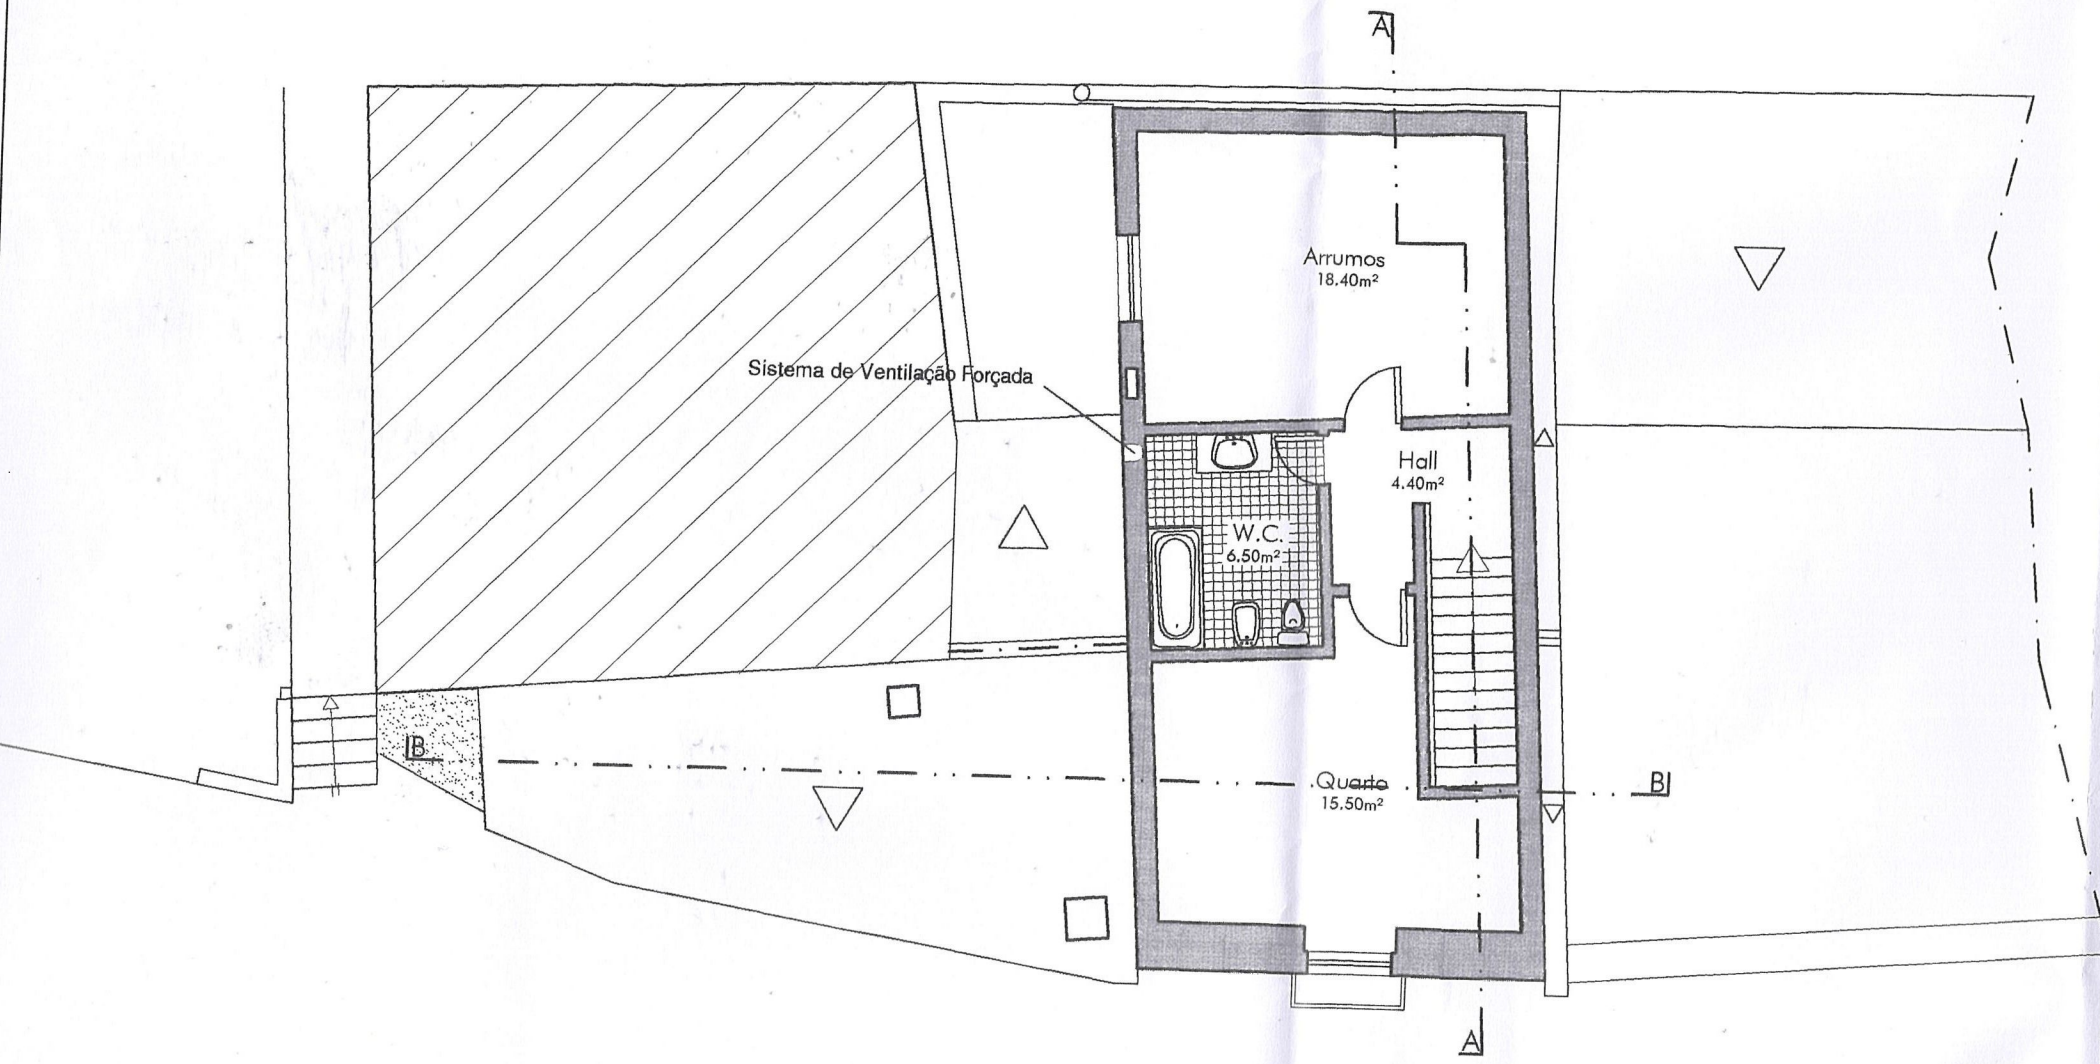 A
Arrumos
18.40m²
Sistema de Ventilação Forçada
Hall
4.40m²
W.C.
6.50m²
B
Quarto
15.50m²
B
A